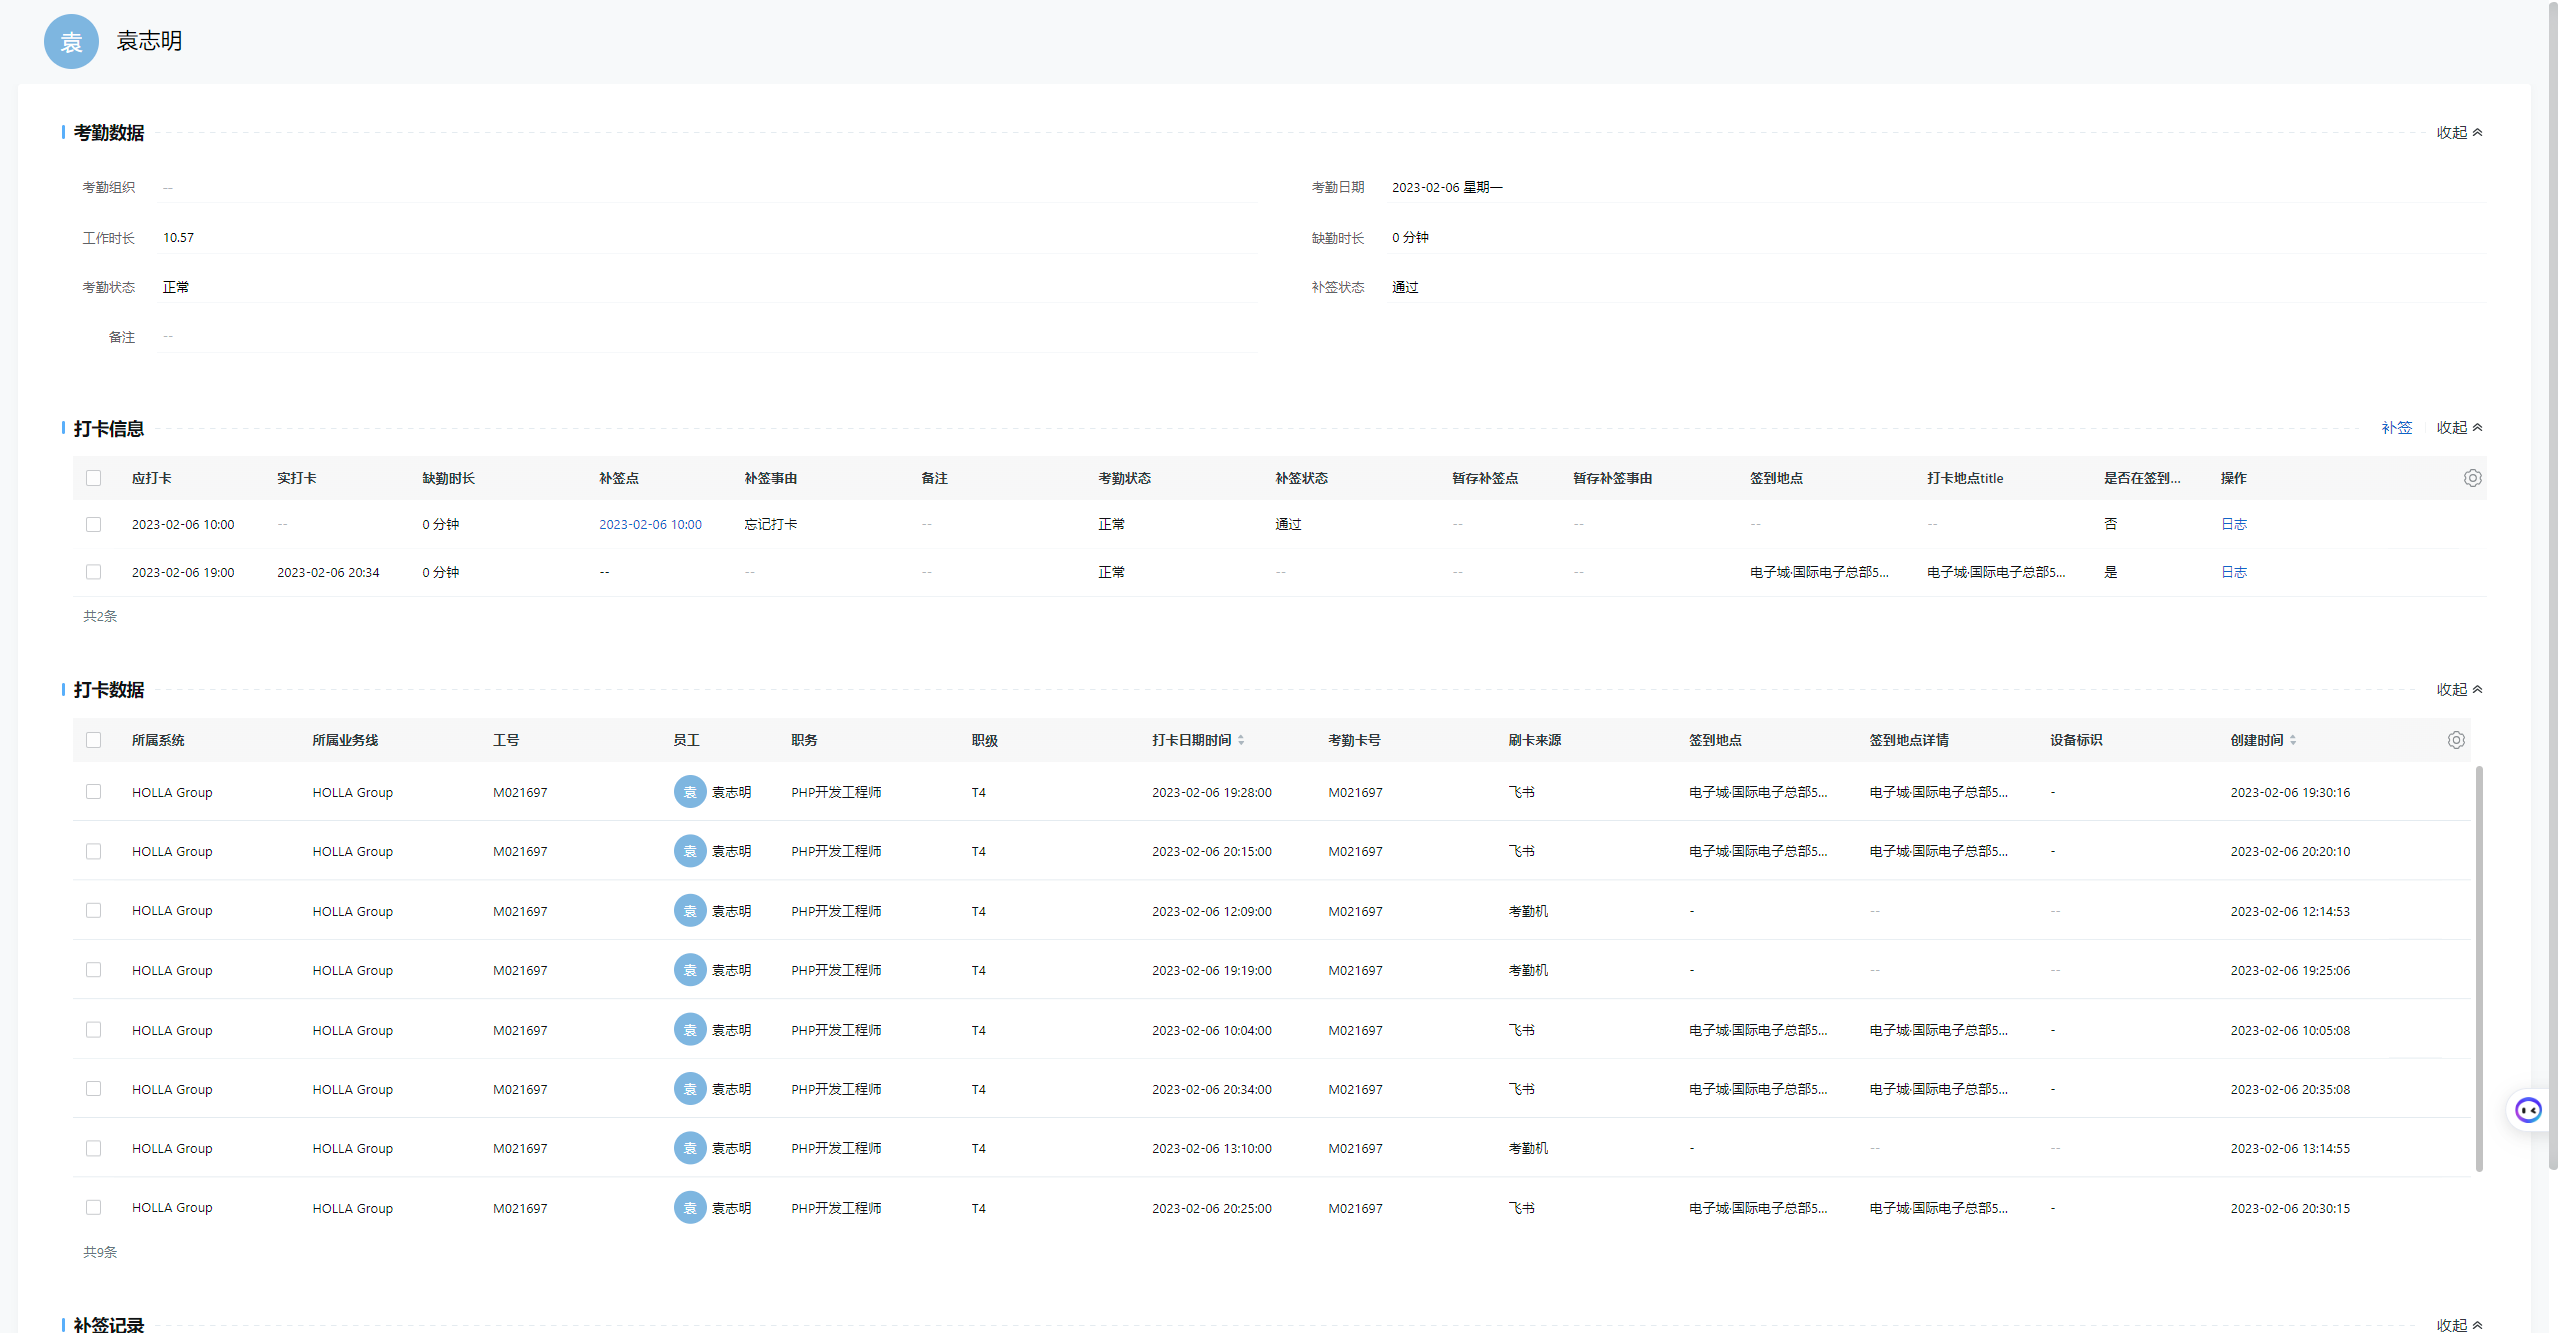 袁 袁志明
考勤数据 收起
考勤组织 -- 考勤日期 2023-02-06 星期一
工作时长 10.57 缺勤时长 0 分钟
考勤状态 正常 补签状态 通过
备注 --
打卡信息 补签 收起
应打卡 实打卡 缺勤时长 补签点 补签事由 备注 考勤状态 补签状态 暂存补签点 暂存补签事由 签到地点 打卡地点title 是否在签到... 操作
2023-02-06 10:00 -- 0 分钟 2023-02-06 10:00 忘记打卡 -- 正常 通过 -- -- -- -- 否 日志
2023-02-06 19:00 2023-02-06 20:34 0 分钟 -- -- -- 正常 -- -- -- 电子城·国际电子总部5... 电子城·国际电子总部5... 是 日志
共2条
打卡数据 收起
所属系统 所属业务线 工号 员工 职务 职级 打卡日期时间 考勤卡号 刷卡来源 签到地点 签到地点详情 设备标识 创建时间
HOLLA Group HOLLA Group M021697 袁 袁志明 PHP开发工程师 T4 2023-02-06 19:28:00 M021697 飞书 电子城·国际电子总部5... 电子城·国际电子总部5... - 2023-02-06 19:30:16
HOLLA Group HOLLA Group M021697 袁 袁志明 PHP开发工程师 T4 2023-02-06 20:15:00 M021697 飞书 电子城·国际电子总部5... 电子城·国际电子总部5... - 2023-02-06 20:20:10
HOLLA Group HOLLA Group M021697 袁 袁志明 PHP开发工程师 T4 2023-02-06 12:09:00 M021697 考勤机 - -- -- 2023-02-06 12:14:53
HOLLA Group HOLLA Group M021697 袁 袁志明 PHP开发工程师 T4 2023-02-06 19:19:00 M021697 考勤机 - -- -- 2023-02-06 19:25:06
HOLLA Group HOLLA Group M021697 袁 袁志明 PHP开发工程师 T4 2023-02-06 10:04:00 M021697 飞书 电子城·国际电子总部5... 电子城·国际电子总部5... - 2023-02-06 10:05:08
HOLLA Group HOLLA Group M021697 袁 袁志明 PHP开发工程师 T4 2023-02-06 20:34:00 M021697 飞书 电子城·国际电子总部5... 电子城·国际电子总部5... - 2023-02-06 20:35:08
HOLLA Group HOLLA Group M021697 袁 袁志明 PHP开发工程师 T4 2023-02-06 13:10:00 M021697 考勤机 - -- -- 2023-02-06 13:14:55
HOLLA Group HOLLA Group M021697 袁 袁志明 PHP开发工程师 T4 2023-02-06 20:25:00 M021697 飞书 电子城·国际电子总部5... 电子城·国际电子总部5... - 2023-02-06 20:30:15
共9条
补签记录 收起